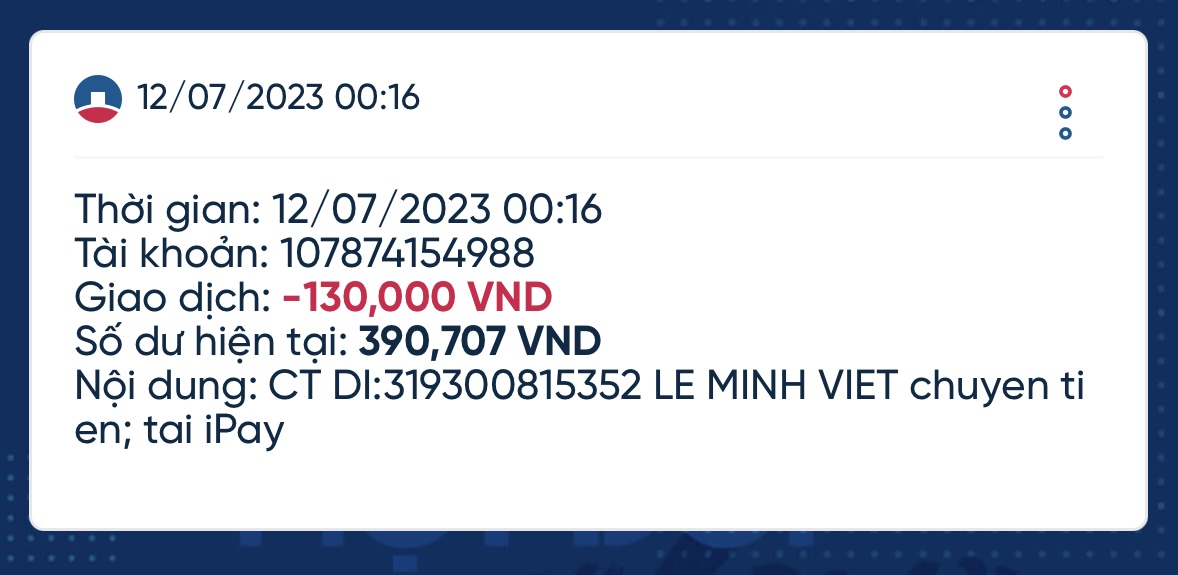 12/07/2023 00:16
Thời gian: 12/07/2023 00:16
Tài khoản: 107874154988
Giao dịch: -130,000 VND
Số dư hiện tại: 390,707 VND
Nội dung: CT DI:319300815352 LE MINH VIET chuyen ti
en; tai iPay